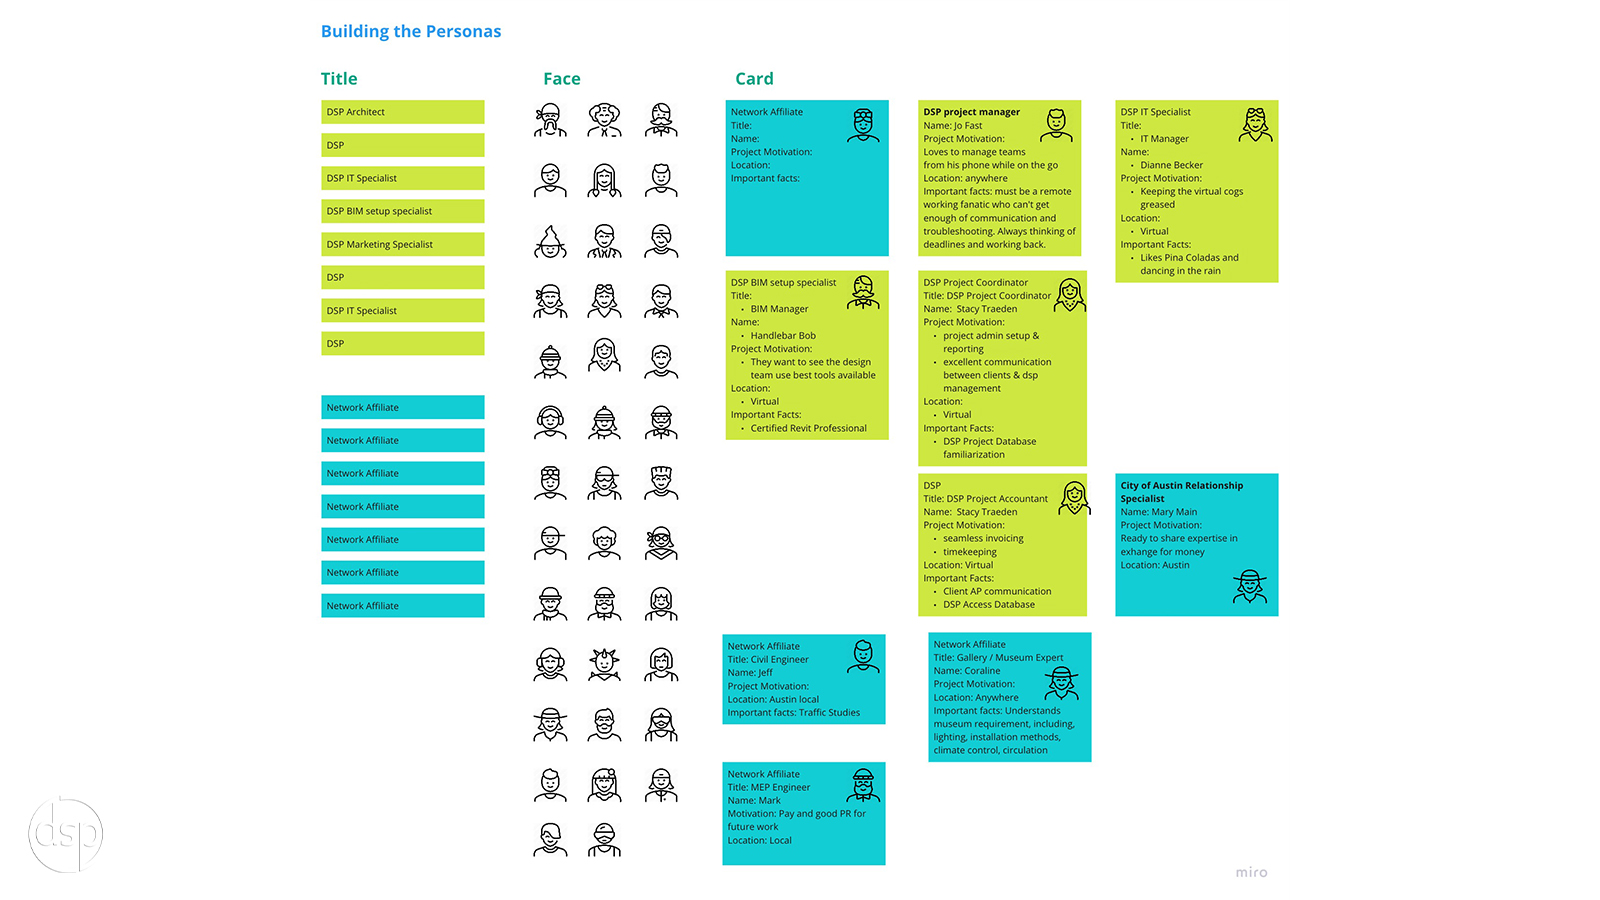 Building the Personas
Title
Face
Card
DSP Architect
DSP
DSP IT Specialist
DSP BIM setup specialist
DSP Marketing Specialist
DSP
DSP IT Specialist
DSP
Network Affiliate
Network Affiliate
Network Affiliate
Network Affiliate
Network Affiliate
Network Affiliate
Network Affiliate
Network Affiliate
Title:
Name:
Project Motivation:
Location:
Important facts:
DSP project manager
Name: Jo Fast
Project Motivation:
Loves to manage teams
from his phone while on the go
Location: anywhere
Important facts: must be a remote
working fanatic who can't get
enough of communication and
troubleshooting. Always thinking of
deadlines and working back.
DSP IT Specialist
Title:
• IT Manager
Name:
• Dianne Becker
Project Motivation:
• Keeping the virtual cogs
greased
Location:
• Virtual
Important Facts:
• Likes Pina Coladas and
dancing in the rain
DSP BIM setup specialist
Title:
• BIM Manager
Name:
• Handlebar Bob
Project Motivation:
• They want to see the design
team use best tools available
Location:
• Virtual
Important Facts:
• Certified Revit Professional
DSP Project Coordinator
Title: DSP Project Coordinator
Name: Stacy Traeden
Project Motivation:
• project admin setup &
reporting
• excellent communication
between clients & dsp
management
Location:
• Virtual
Important Facts:
• DSP Project Database
familiarization
DSP
Title: DSP Project Accountant
Name: Stacy Traeden
Project Motivation:
• seamless invoicing
• timekeeping
Location: Virtual
Important Facts:
• Client AP communication
• DSP Access Database
City of Austin Relationship
Specialist
Name: Mary Main
Project Motivation:
Ready to share expertise in
exhange for money
Location: Austin
Network Affiliate
Title: Civil Engineer
Name: Jeff
Project Motivation:
Location: Austin local
Important facts: Traffic Studies
Network Affiliate
Title: Gallery / Museum Expert
Name: Coraline
Project Motivation:
Location: Anywhere
Important facts: Understands
museum requirement, including,
lighting, installation methods,
climate control, circulation
Network Affiliate
Title: MEP Engineer
Name: Mark
Motivation: Pay and good PR for
future work
Location: Local
dsp
miro